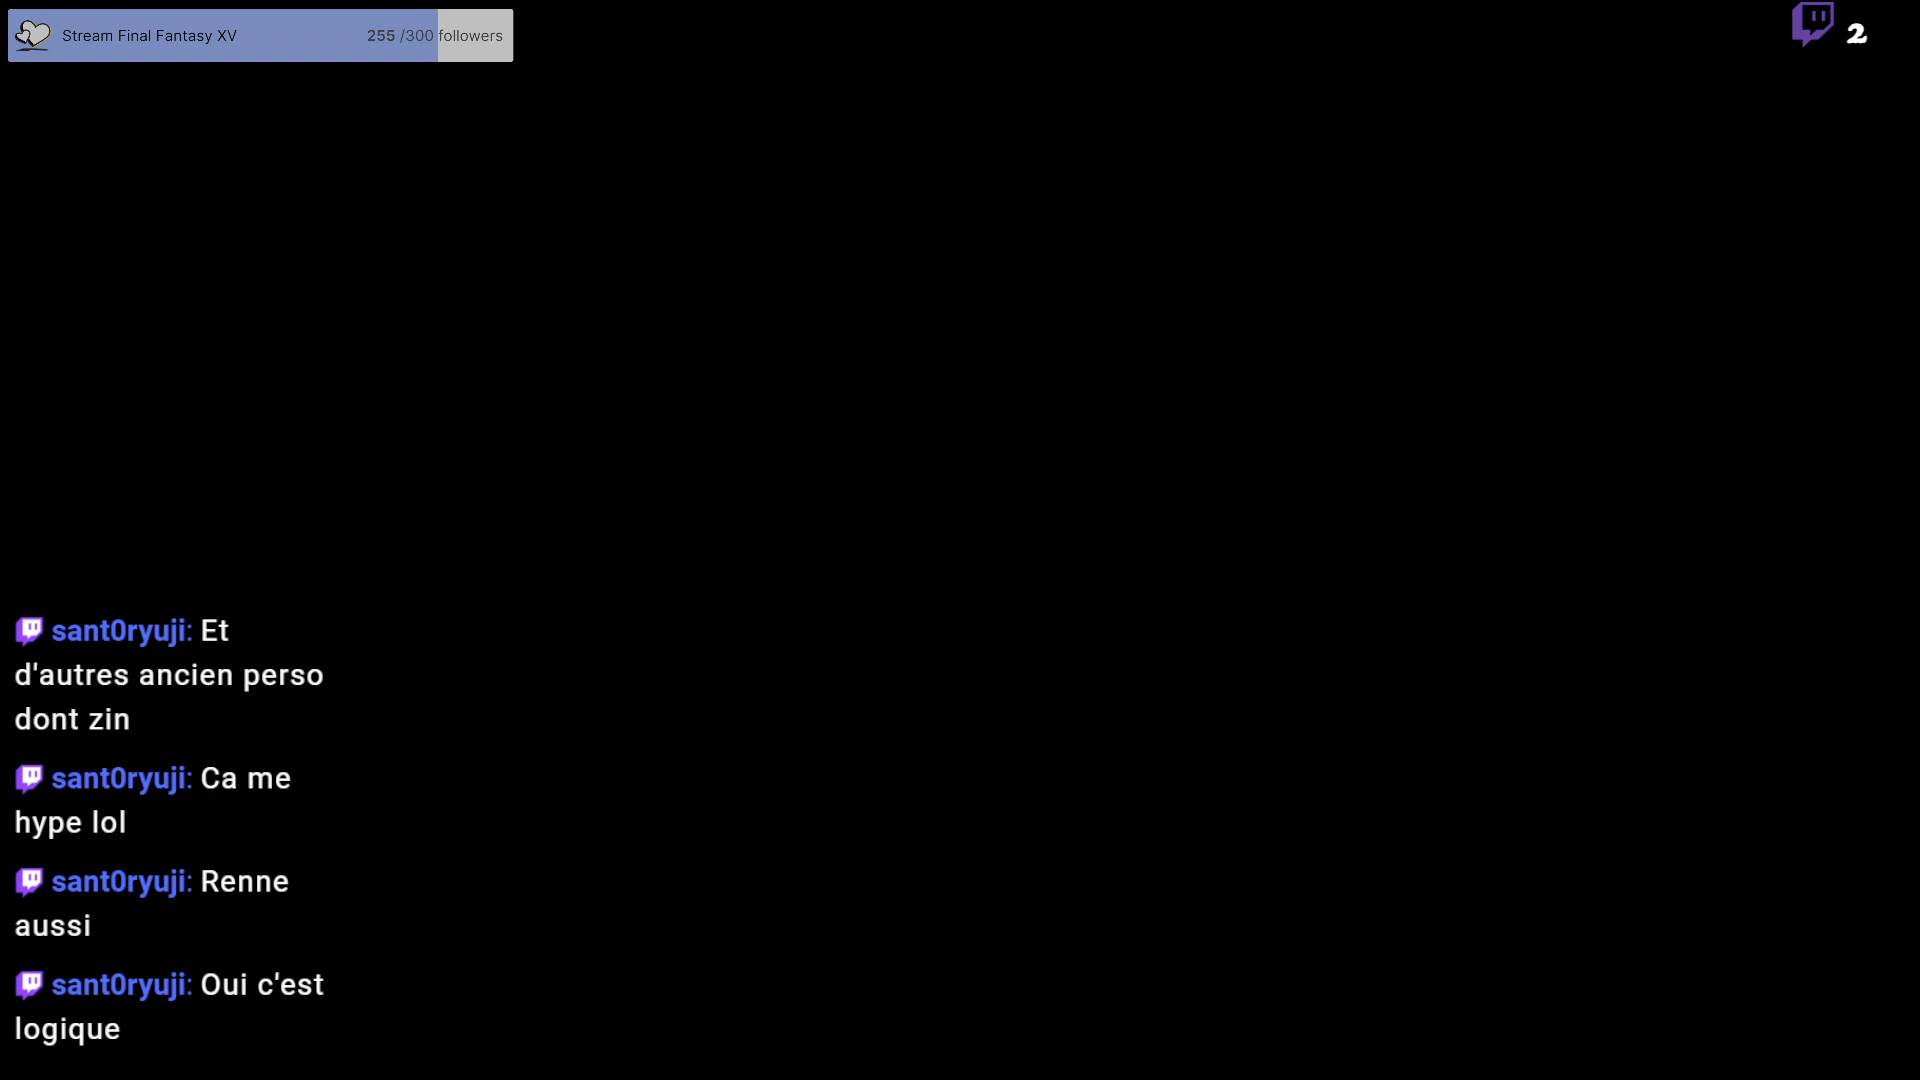 Stream Final Fantasy XV 255 /300 followers
2
sant0ryuji: Et
d'autres ancien perso
dont zin
sant0ryuji: Ca me
hype lol
sant0ryuji: Renne
aussi
sant0ryuji: Oui c'est
logique